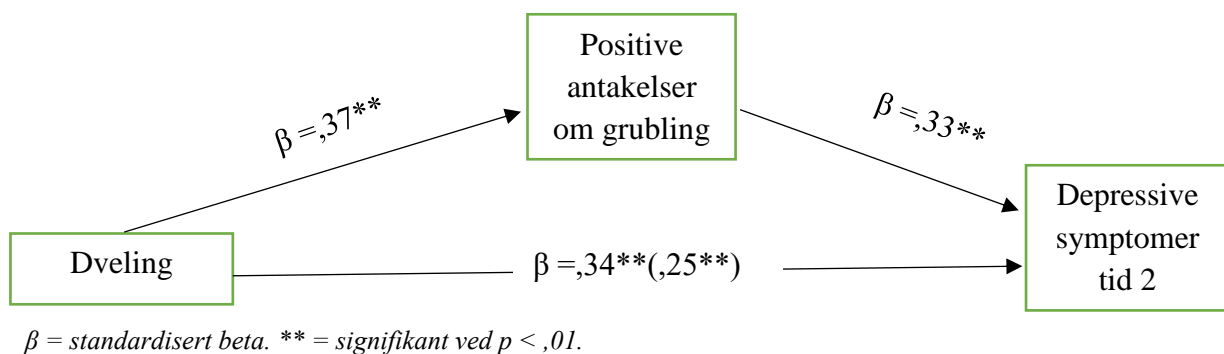 Positive
antakelser
om grubling
β =,37**
β =,33**
Depressive
symptomer
tid 2
Dveling
β =,34**(,25**)
β = standardisert beta. ** = signifikant ved p < ,01.